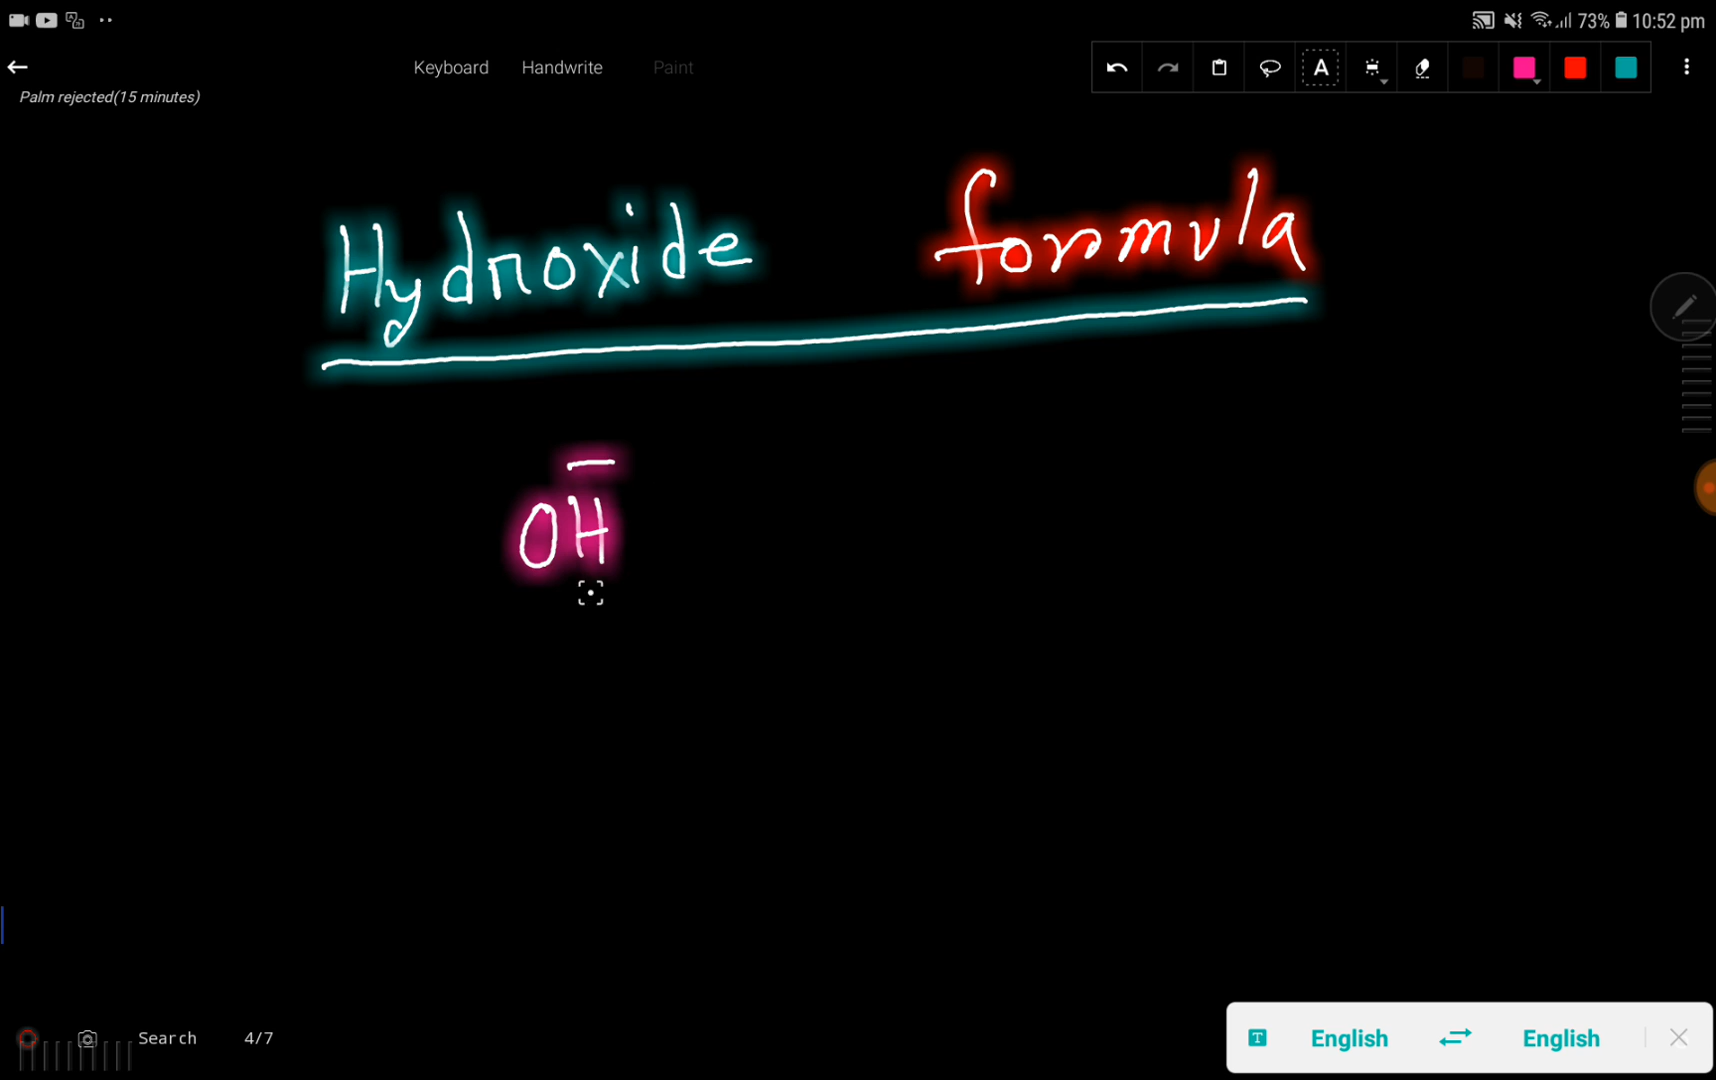 73% 10:52 pm
Keyboard Handwrite Paint
A
Palm rejected(15 minutes)
Hydroxide formula
OH⁻
Search 4/7
T English English